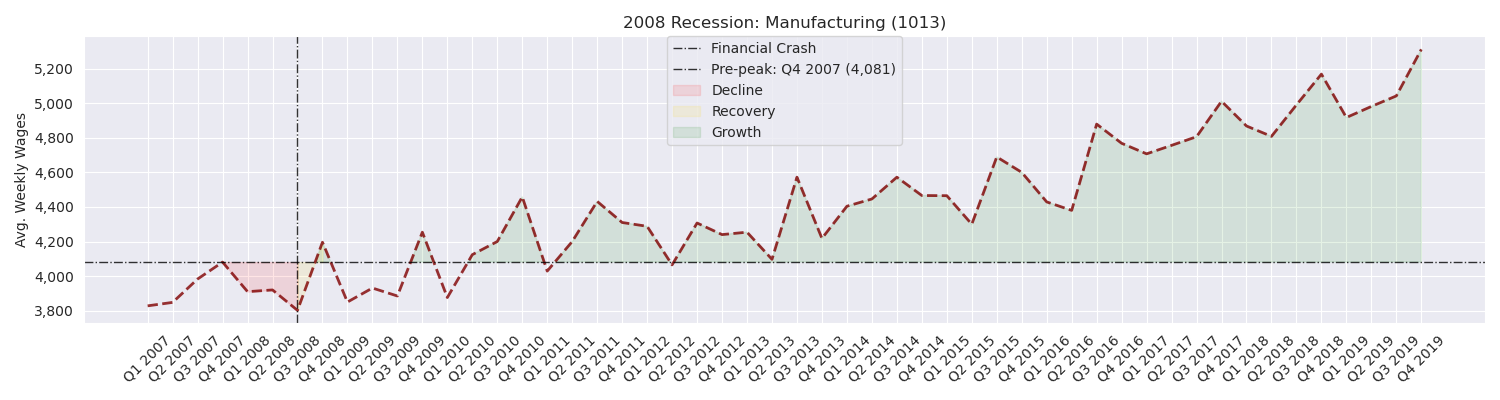 2008 Recession: Manufacturing (1013)
Financial Crash
Pre-peak: Q4 2007 (4,081)
Decline
Recovery
Growth
Avg. Weekly Wages
5,200
5,000
4,800
4,600
4,400
4,200
4,000
3,800
Q1 2007
Q2 2007
Q3 2007
Q4 2007
Q1 2008
Q2 2008
Q3 2008
Q4 2008
Q1 2009
Q2 2009
Q3 2009
Q4 2009
Q1 2010
Q2 2010
Q3 2010
Q4 2010
Q1 2011
Q2 2011
Q3 2011
Q4 2011
Q1 2012
Q2 2012
Q3 2012
Q4 2012
Q1 2013
Q2 2013
Q3 2013
Q4 2013
Q1 2014
Q2 2014
Q3 2014
Q4 2014
Q1 2015
Q2 2015
Q3 2015
Q4 2015
Q1 2016
Q2 2016
Q3 2016
Q4 2016
Q1 2017
Q2 2017
Q3 2017
Q4 2017
Q1 2018
Q2 2018
Q3 2018
Q4 2018
Q1 2019
Q2 2019
Q3 2019
Q4 2019